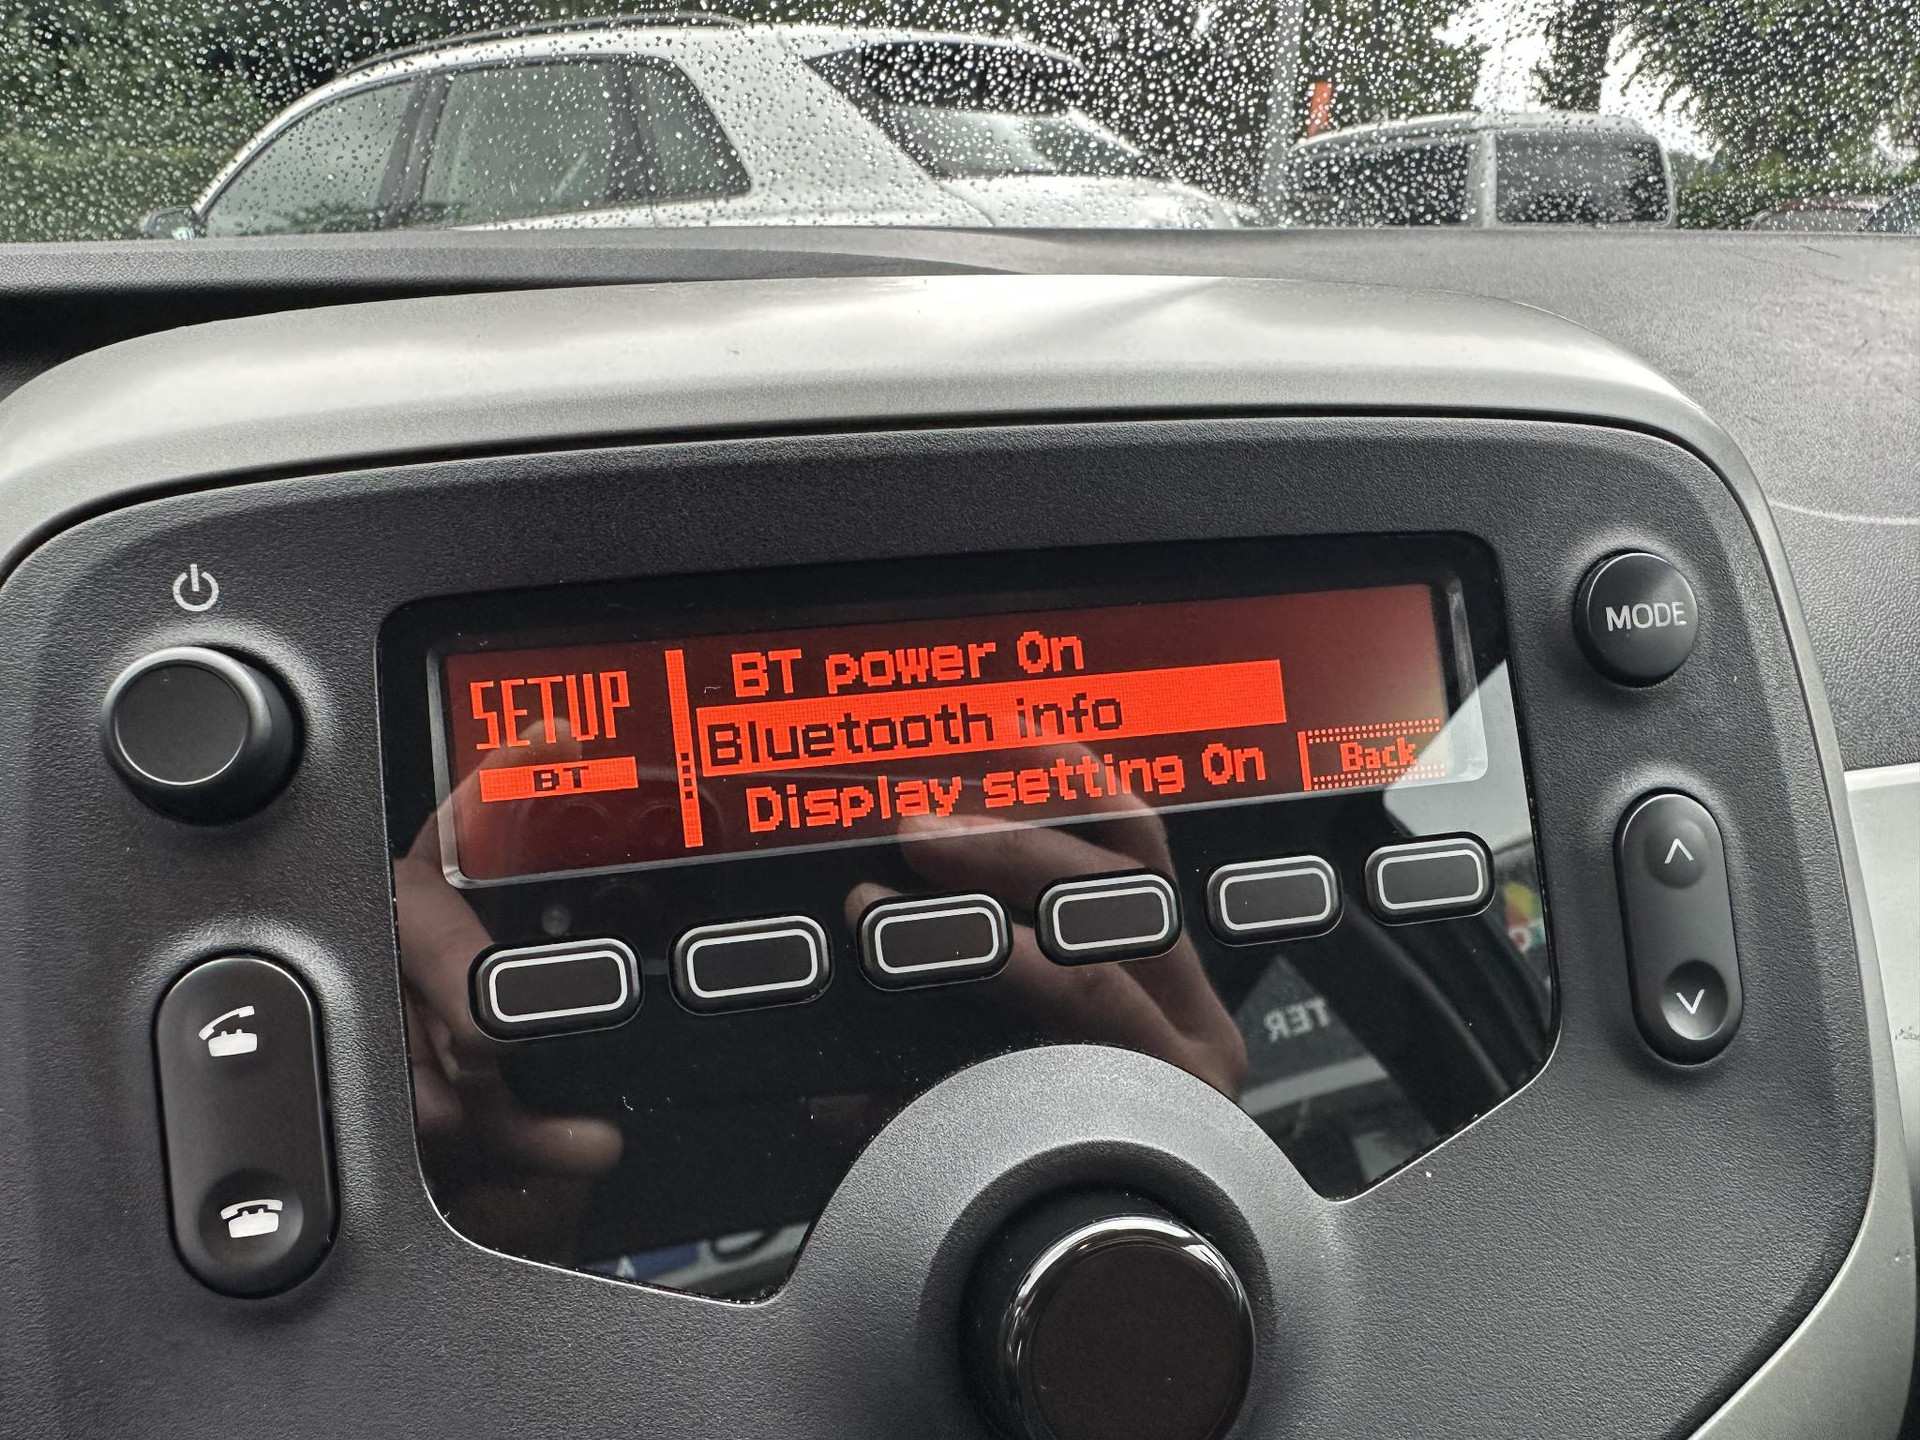 SETUP
BT
BT power On
Bluetooth info
Display setting On
Back
MODE